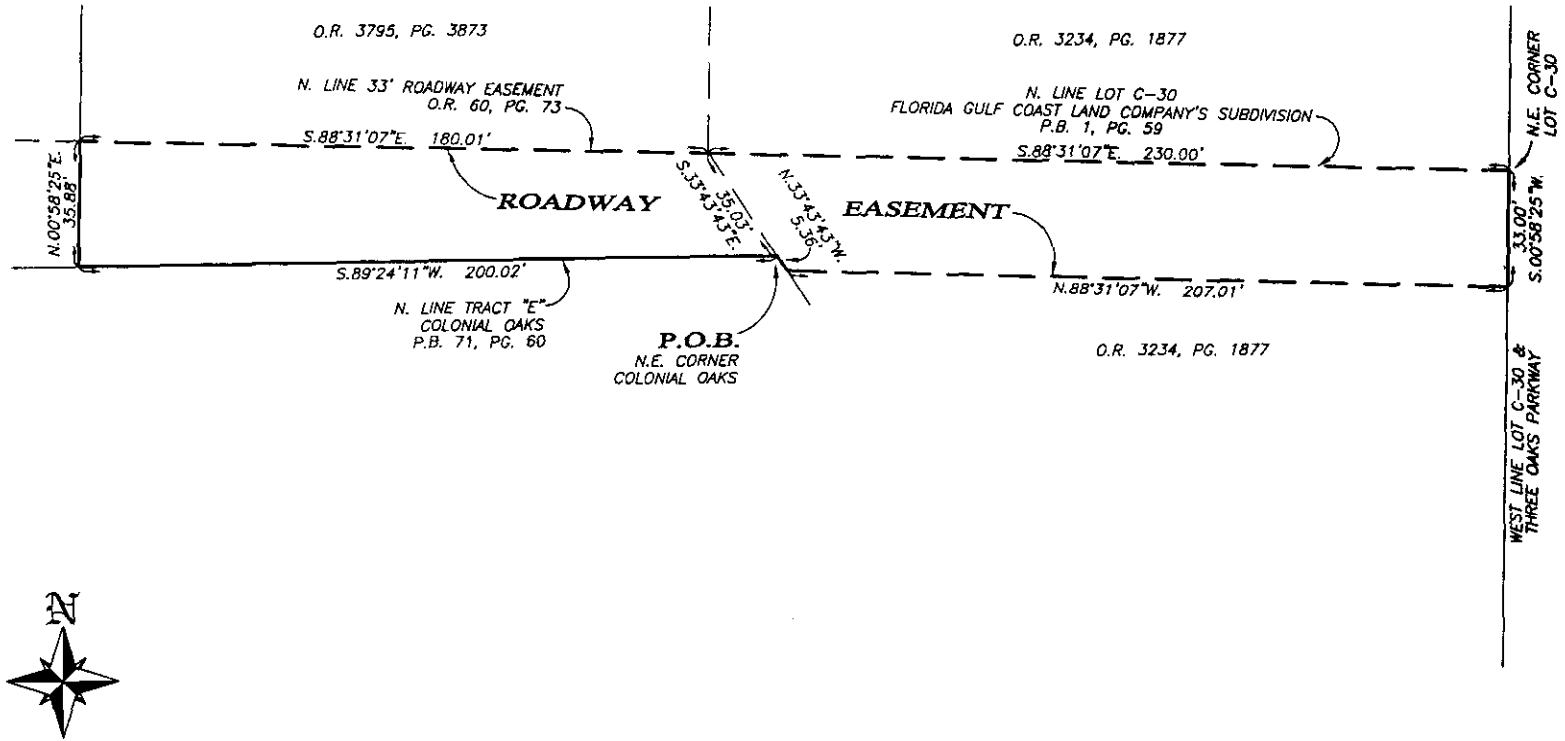 O.R. 3795, PG. 3873
O.R. 3234, PG. 1877
N.E. CORNER
LOT C-30
N. LINE 33' ROADWAY EASEMENT
O.R. 60, PG. 73
N. LINE LOT C-30
FLORIDA GULF COAST LAND COMPANY'S SUBDIVISION
P.B. 1, PG. 59
S.88°31'07"E. 180.01'
S.88°31'07"E. 230.00'
N.00°58'25"E.
35.88'
ROADWAY
35.03'
S.33°43'43"E.
N.33°43'43"W.
5.36'
EASEMENT
33.00'
S.00°58'25"W.
S.89°24'11"W. 200.02'
N.88°31'07"W. 207.01'
N. LINE TRACT "E"
COLONIAL OAKS
P.B. 71, PG. 60
P.O.B.
N.E. CORNER
COLONIAL OAKS
O.R. 3234, PG. 1877
WEST LINE LOT C-30 &
THREE OAKS PARKWAY
N